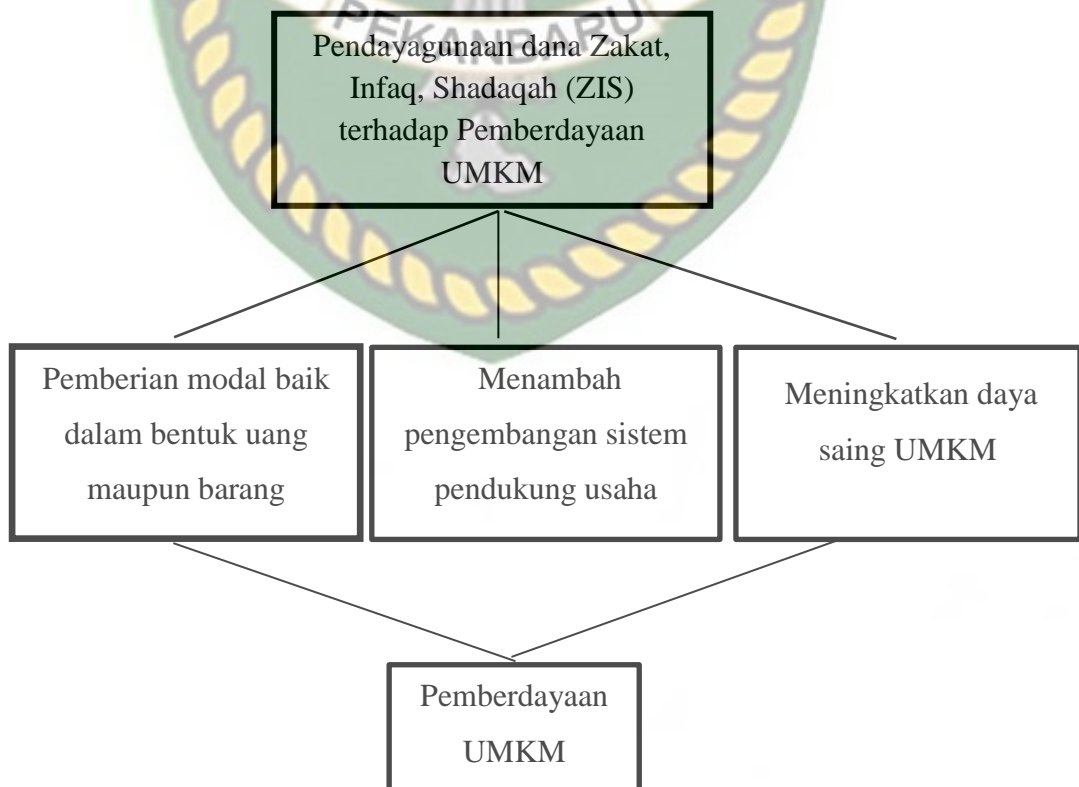 PEKANBARU
Pendayagunaan dana Zakat,
Infaq, Shadaqah (ZIS)
terhadap Pemberdayaan
UMKM
Pemberian modal baik
dalam bentuk uang
maupun barang
Menambah
pengembangan sistem
pendukung usaha
Meningkatkan daya
saing UMKM
Pemberdayaan
UMKM